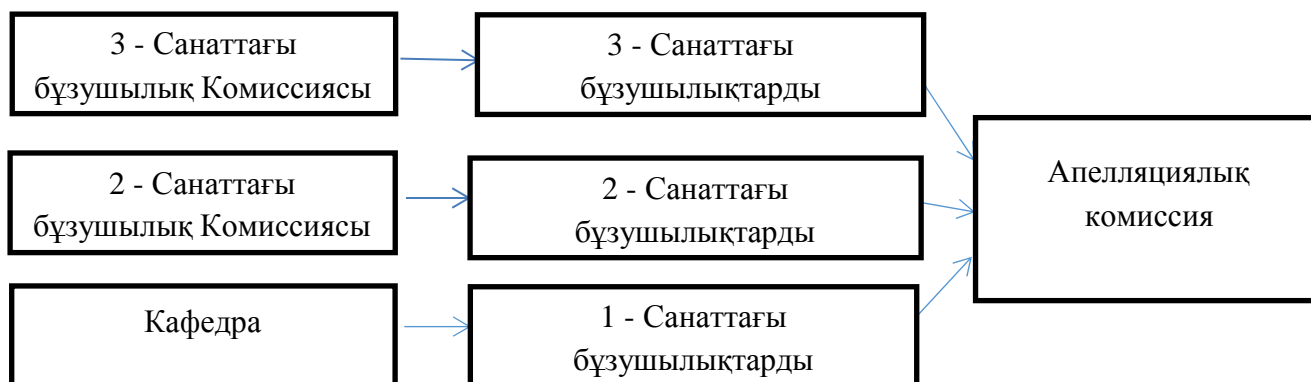 3 - Санаттағы
бұзушылық Комиссиясы
3 - Санаттағы
бұзушылықтарды
2 - Санаттағы
бұзушылық Комиссиясы
2 - Санаттағы
бұзушылықтарды
Кафедра
1 - Санаттағы
бұзушылықтарды
Апелляциялық
комиссия